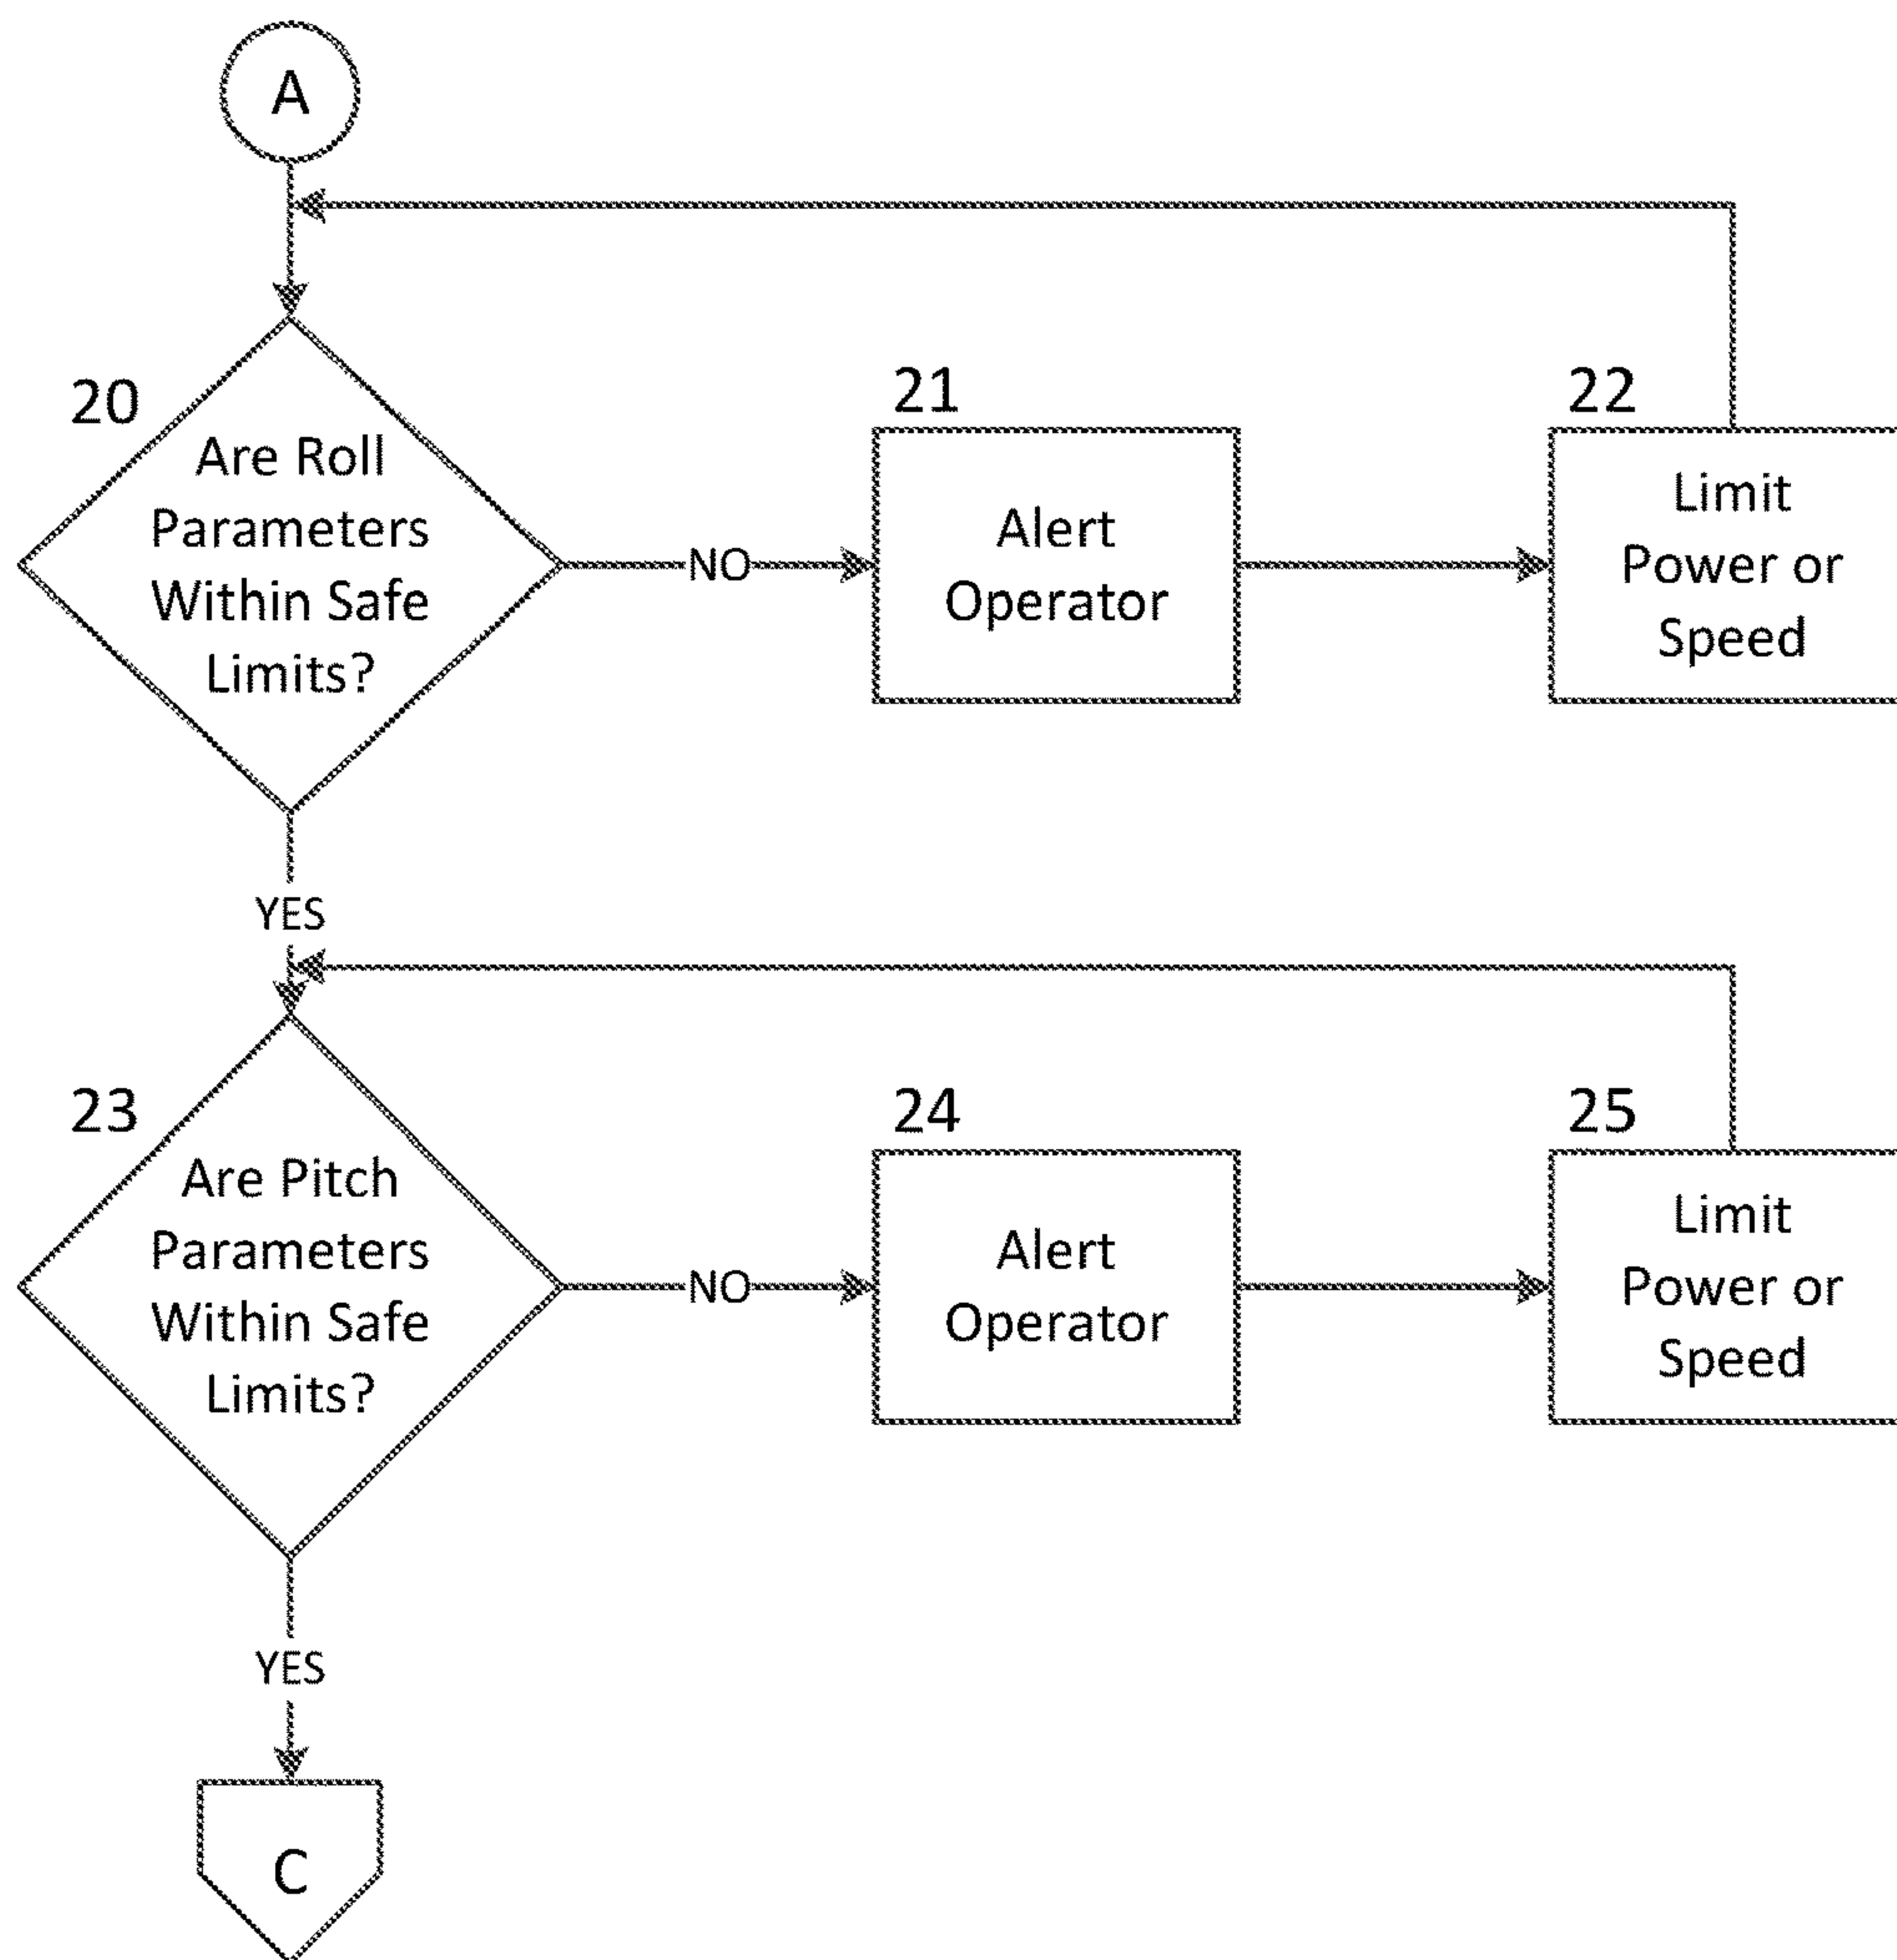 A
20
Are Roll
Parameters
Within Safe
Limits?
NO
21
Alert
Operator
22
Limit
Power or
Speed
YES
23
Are Pitch
Parameters
Within Safe
Limits?
NO
24
Alert
Operator
25
Limit
Power or
Speed
YES
C